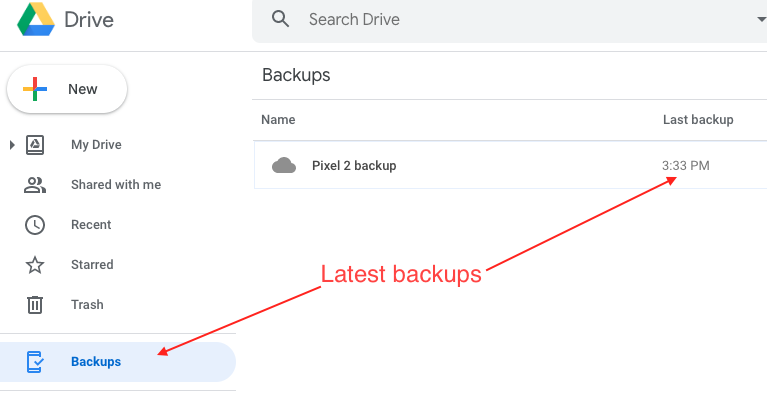 Drive
Search Drive
New
Backups
Name Last backup
My Drive
Pixel 2 backup 3:33 PM
Shared with me
Recent
Starred
Latest backups
Trash
Backups